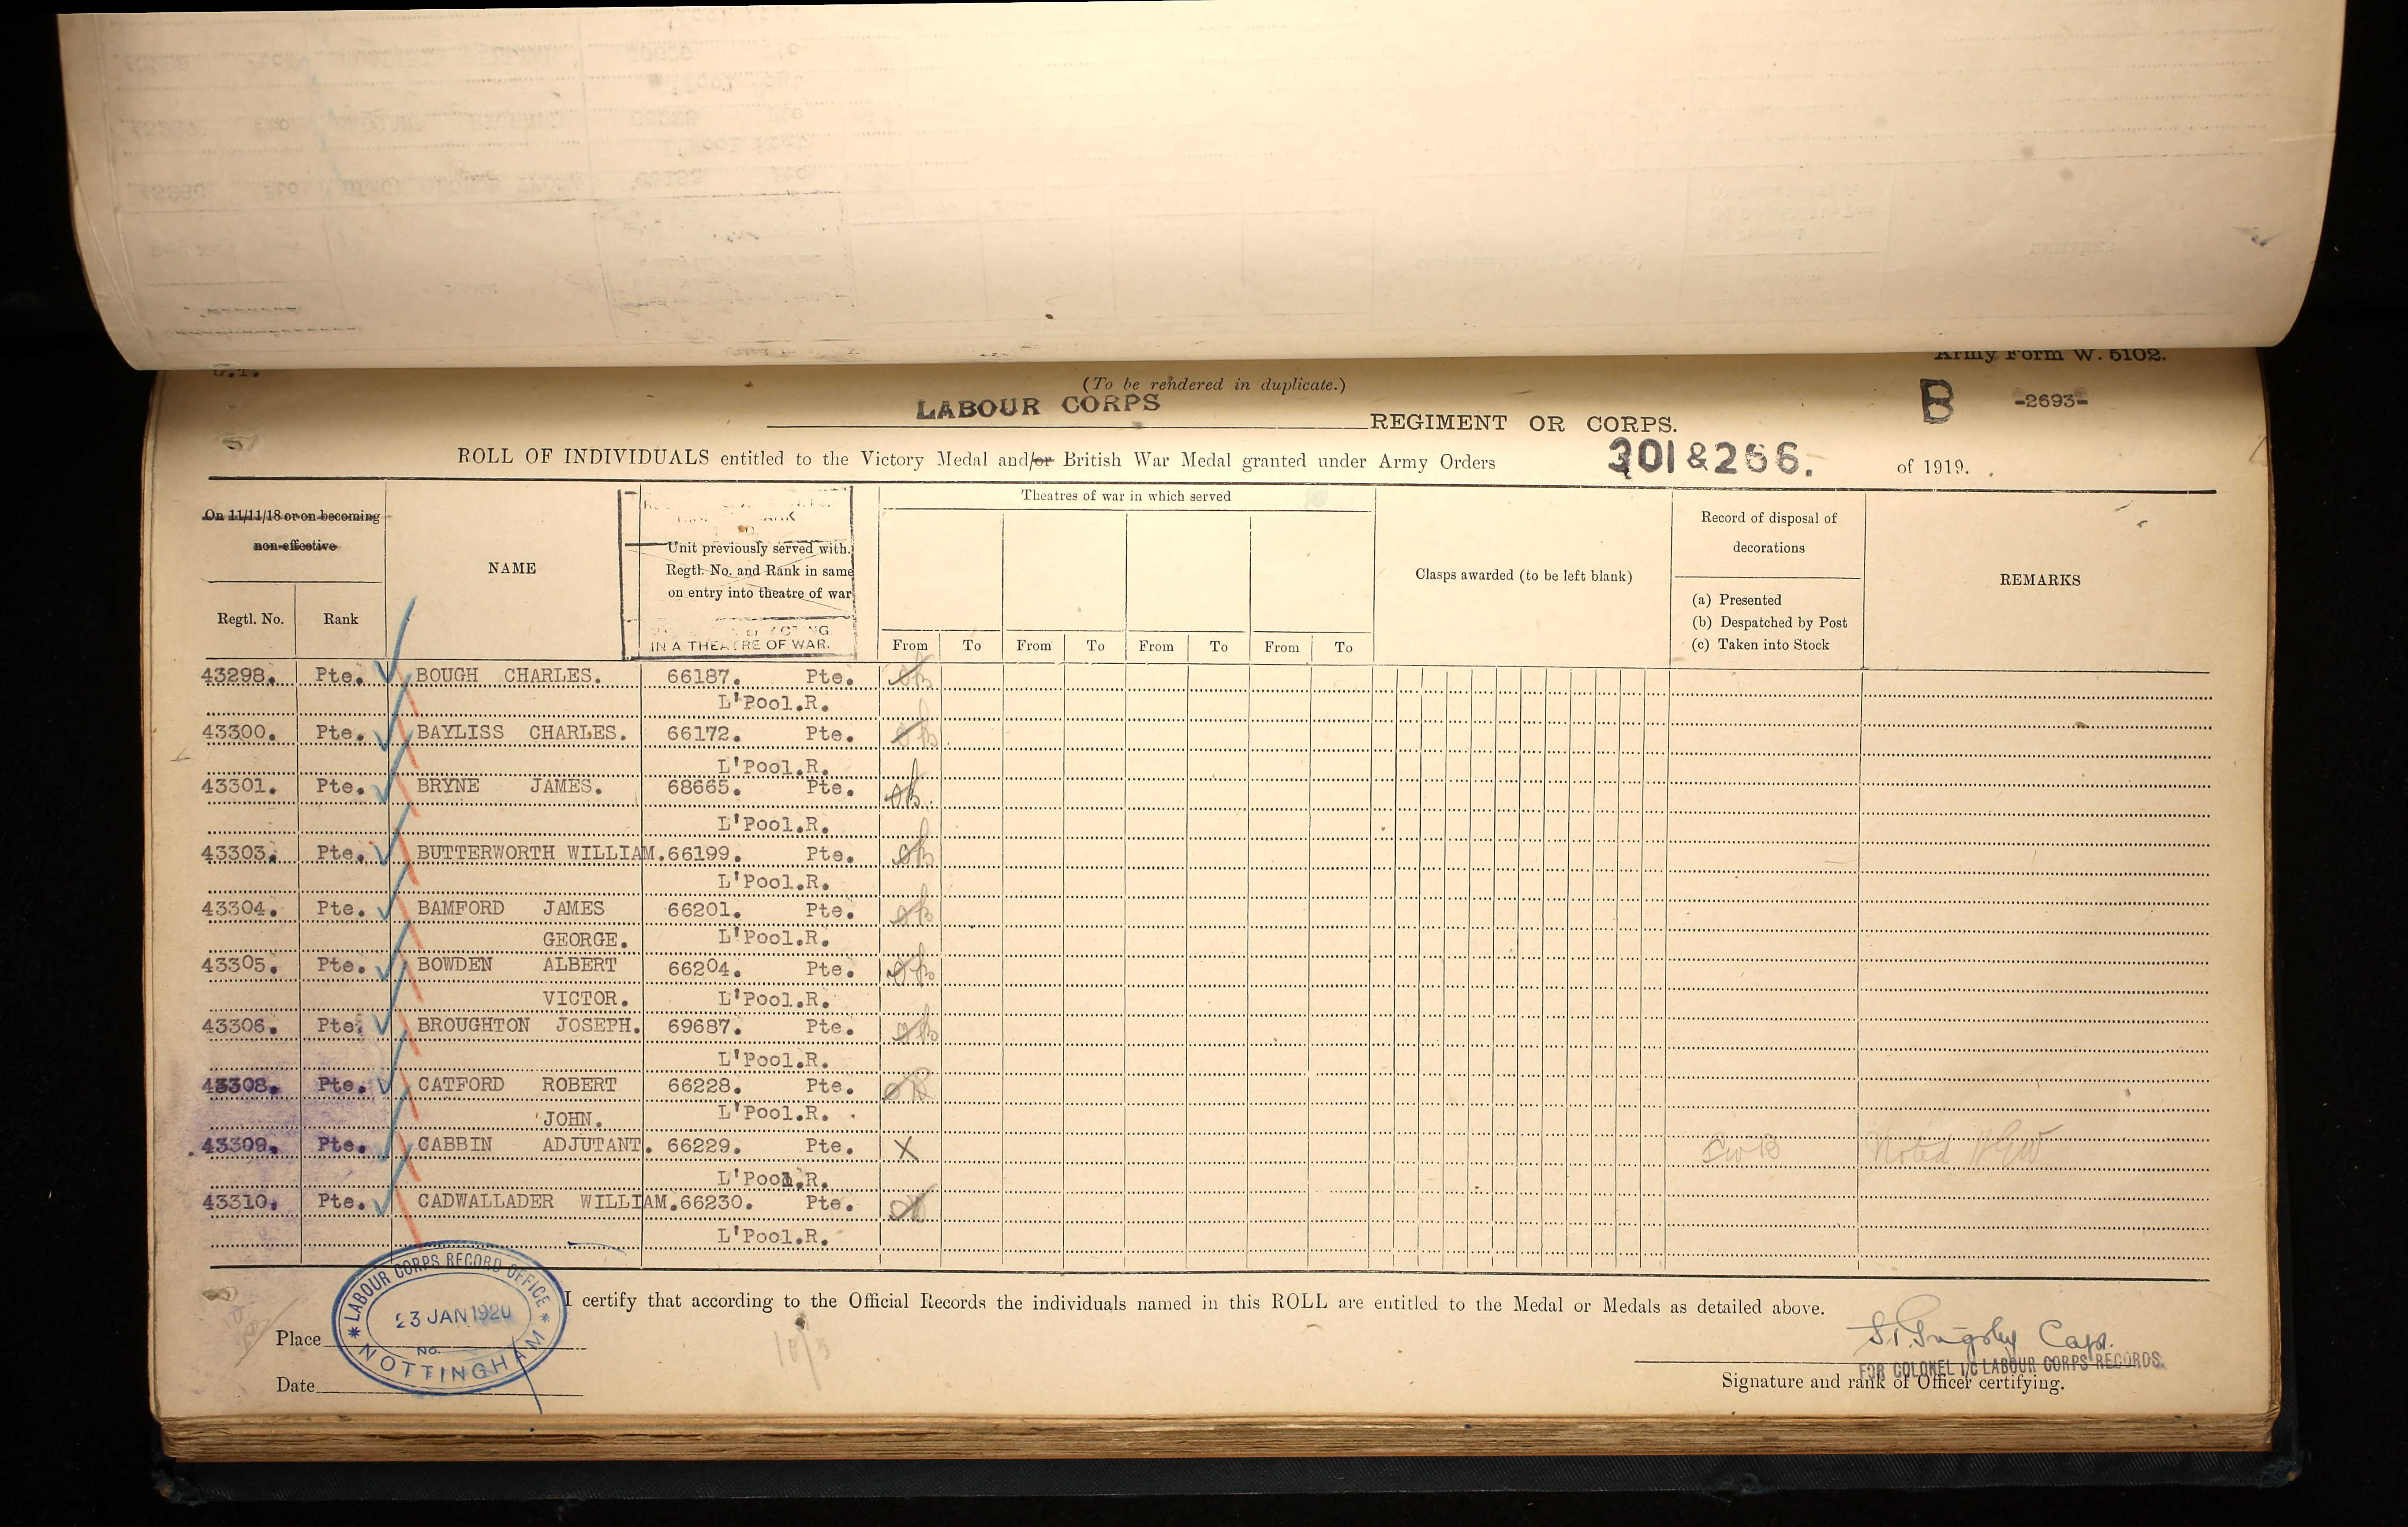 Army Form W. 5102.
G.T.
(To be rendered in duplicate.)
B -2693-
LABOUR CORPS REGIMENT OR CORPS.
ROLL OF INDIVIDUALS entitled to the Victory Medal and/or British War Medal granted under Army Orders 301 & 266. of 1919.
On 11/11/18 or on becoming non-effective
Regtl. No.
Rank
NAME
Unit previously served with.
Regtl. No. and Rank in same
on entry into theatre of war
IN A THEATRE OF WAR.
Theatres of war in which served
From To From To From To From To
Clasps awarded (to be left blank)
Record of disposal of
decorations
(a) Presented
(b) Despatched by Post
(c) Taken into Stock
REMARKS
43298. Pte. BOUGH CHARLES. 66187. Pte.
L'Pool.R.
43300. Pte. BAYLISS CHARLES. 66172. Pte.
L'Pool.R.
43301. Pte. BRYNE JAMES. 68665. Pte.
L'Pool.R.
43303. Pte. BUTTERWORTH WILLIAM. 66199. Pte.
L'Pool.R.
43304. Pte. BAMFORD JAMES 66201. Pte.
GEORGE. L'Pool.R.
43305. Pte. BOWDEN ALBERT 66204. Pte.
VICTOR. L'Pool.R.
43306. Pte. BROUGHTON JOSEPH. 69687. Pte.
L'Pool.R.
43308. Pte. CATFORD ROBERT 66228. Pte.
JOHN. L'Pool.R.
43309. Pte. CABBIN ADJUTANT. 66229. Pte. X Noted
L'Pool.R.
43310. Pte. CADWALLADER WILLIAM. 66230. Pte.
L'Pool.R.
I certify that according to the Official Records the individuals named in this ROLL are entitled to the Medal or Medals as detailed above.
LABOUR CORPS RECORD OFFICE
23 JAN 1920
No.
NOTTINGHAM
Place
Date
10/5
Capt.
FOR COLONEL I/C LABOUR CORPS RECORDS.
Signature and rank of Officer certifying.